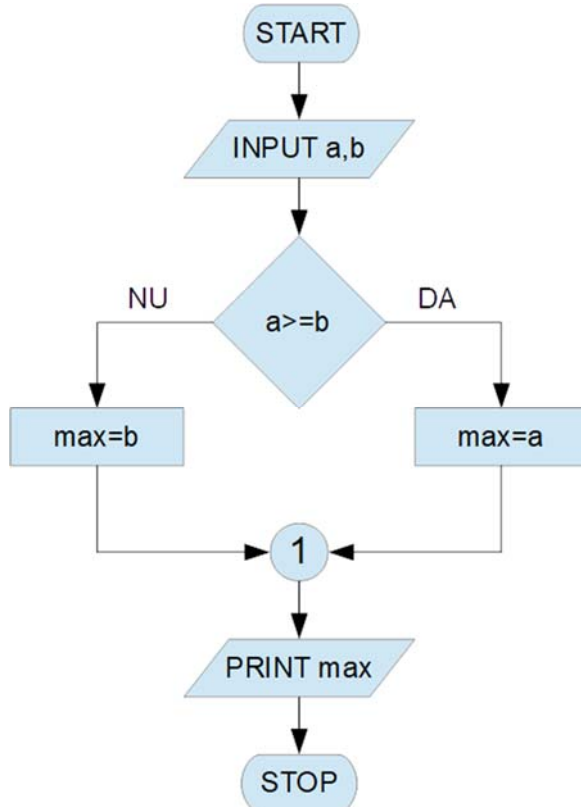 START
INPUT a,b
a>=b
NU
DA
max=b
max=a
1
PRINT max
STOP